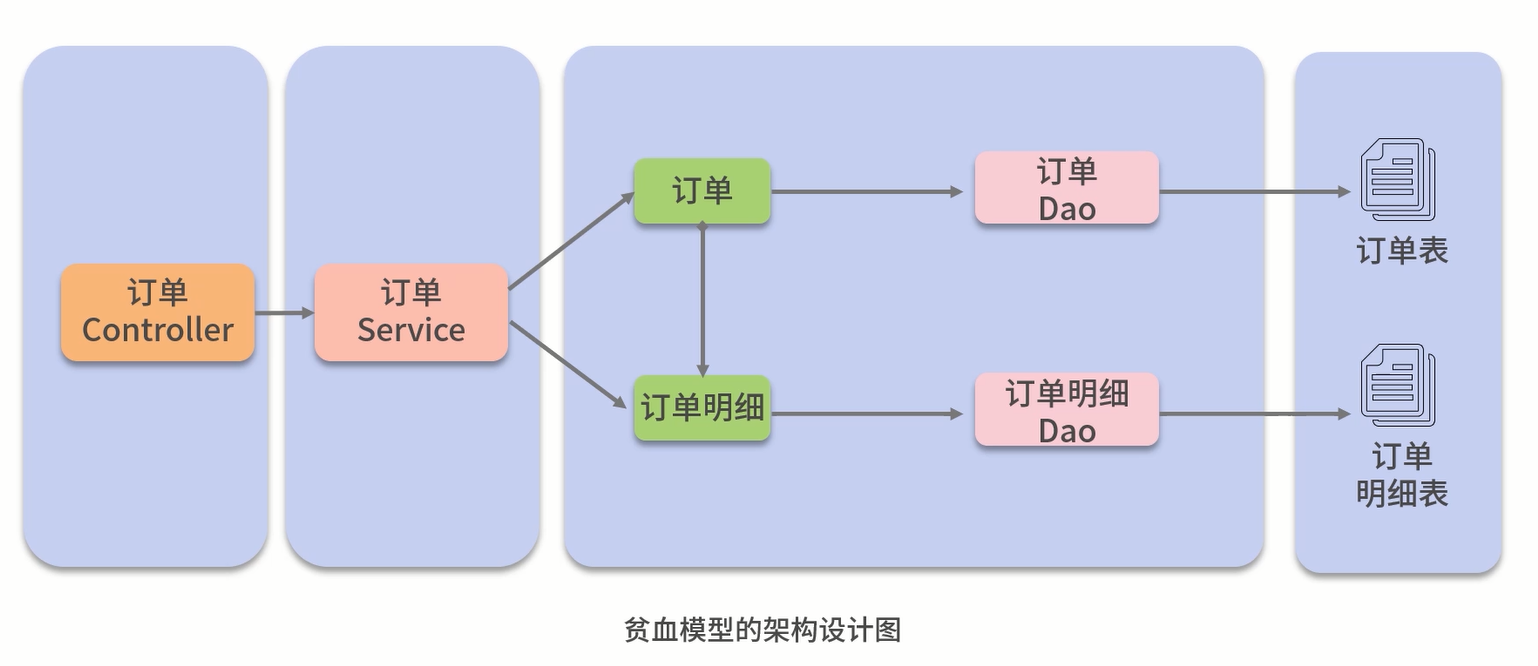 订单
Controller
订单
Service
订单
订单明细
订单
Dao
订单明细
Dao
订单表
订单
明细表
贫血模型的架构设计图